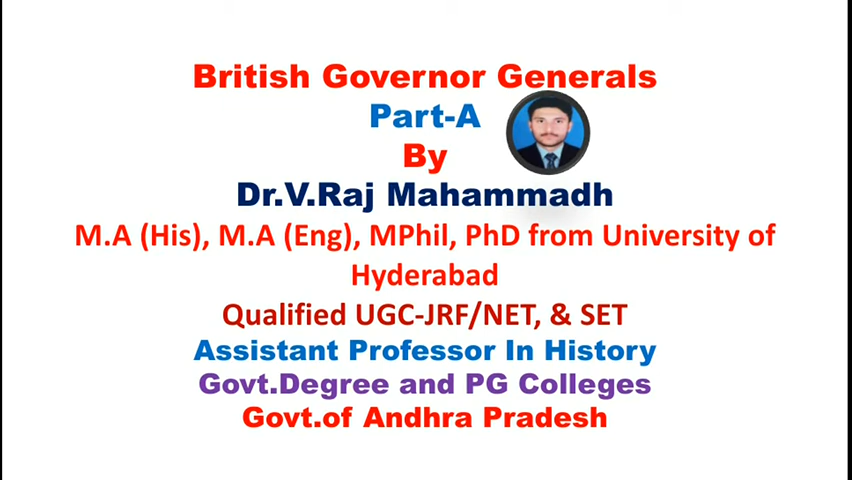 British Governor Generals
Part-A
By
Dr.V.Raj Mahammadh
M.A (His), M.A (Eng), MPhil, PhD from University of
Hyderabad
Qualified UGC-JRF/NET, & SET
Assistant Professor In History
Govt.Degree and PG Colleges
Govt.of Andhra Pradesh